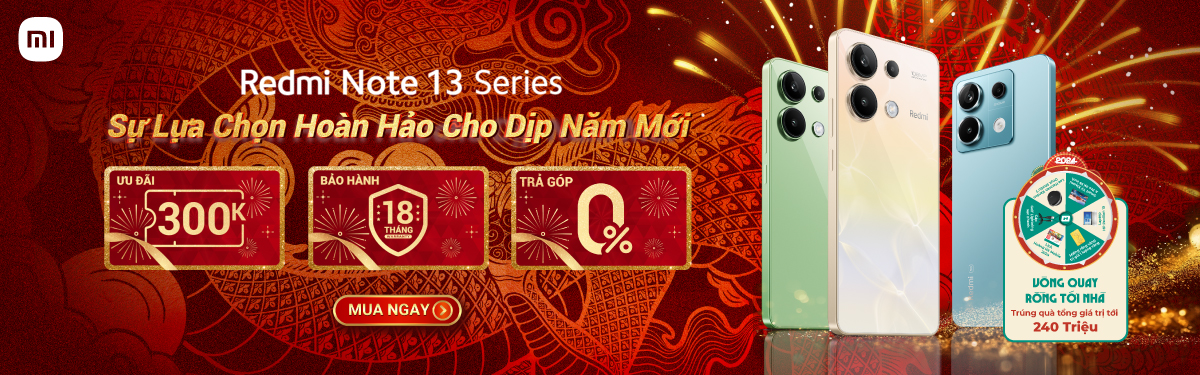 mi
Redmi Note 13 Series
Sự Lựa Chọn Hoàn Hảo Cho Dịp Năm Mới
ƯU ĐÃI
300K
BẢO HÀNH
18
THÁNG
WARRANTY
TRẢ GÓP
0%
MUA NGAY
Redmi
Redmi
2024
VÒNG QUAY
RỒNG TỚI NHÀ
Trúng quà tổng giá trị tới
240 Triệu